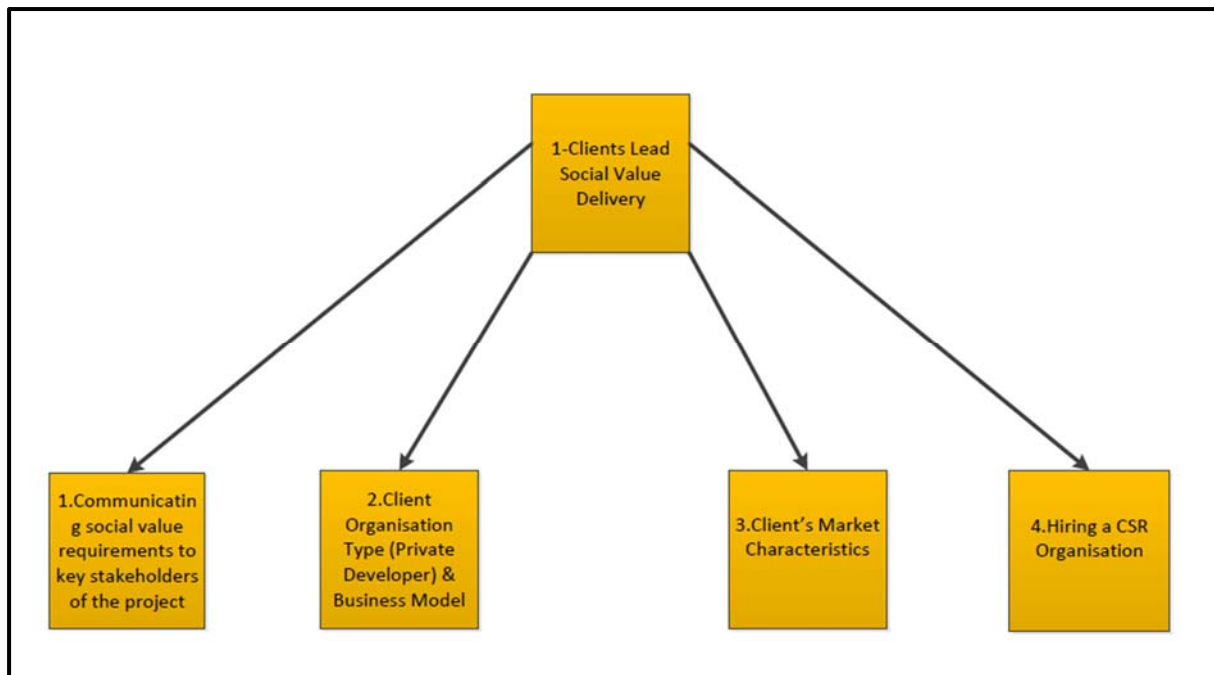 1-Clients Lead
Social Value
Delivery
1.Communicatin
g social value
requirements to
key stakeholders
of the project
2.Client
Organisation
Type (Private
Developer) &
Business Model
3.Client’s Market
Characteristics
4.Hiring a CSR
Organisation